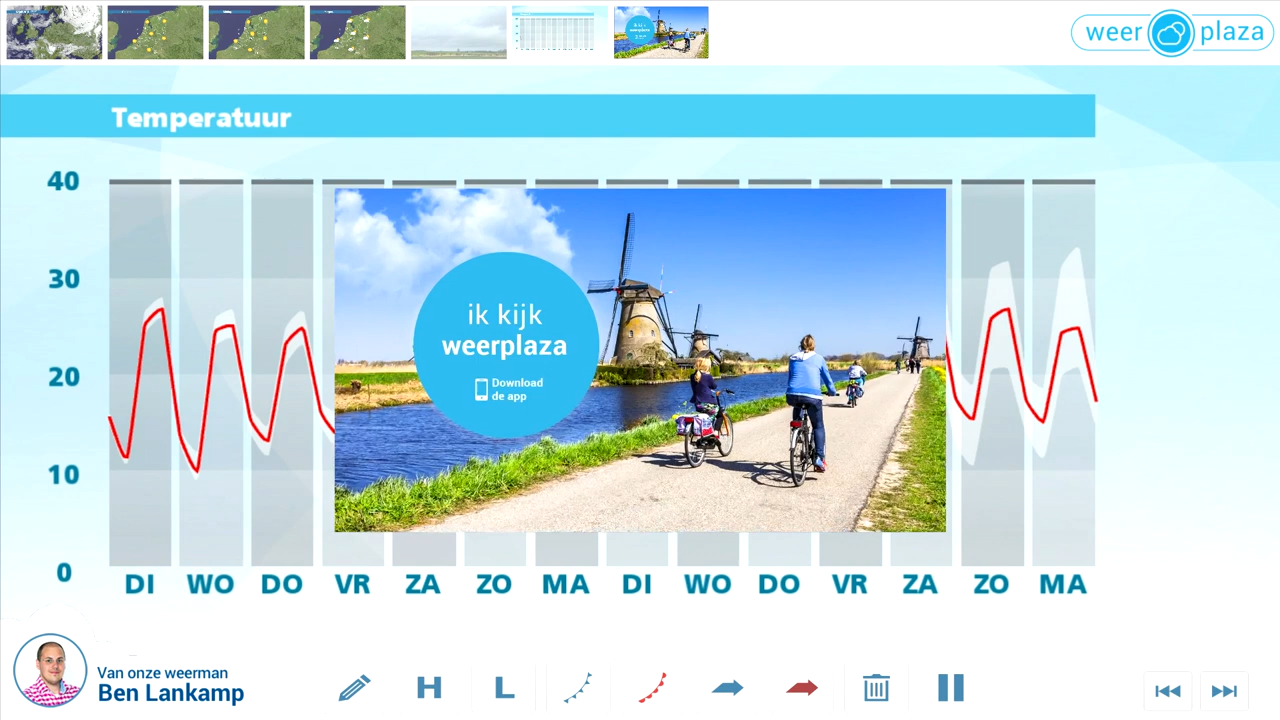 weer plaza
Temperatuur
40
30
20
10
0
ik kijk
weerplaza
Download
de app
DI WO DO VR ZA ZO MA DI WO DO VR ZA ZO MA
Van onze weerman
Ben Lankamp
H L